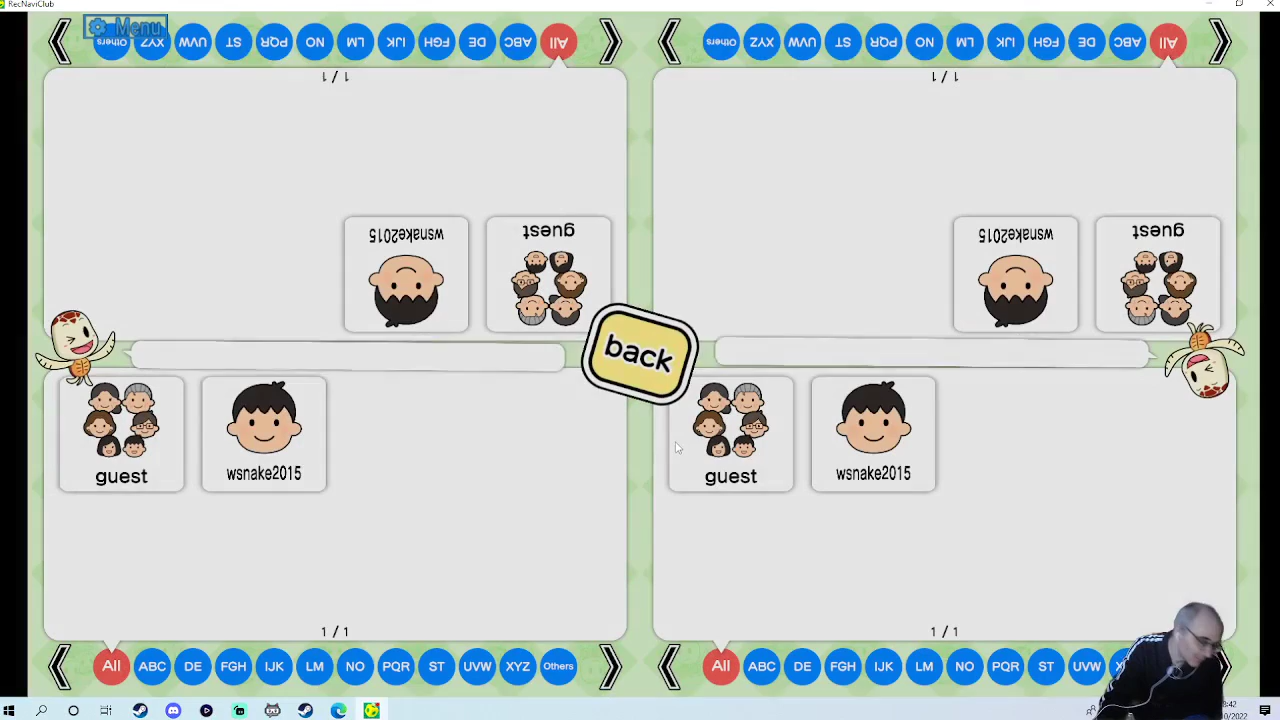 RecNaviClub
Menu
Others XYZ UVW ST PQR NO LM IJK FGH DE ABC All
Others XYZ UVW ST PQR NO LM IJK FGH DE ABC All
1 / 1
1 / 1
wsnake2015
guest
wsnake2015
guest
back
guest
wsnake2015
guest
wsnake2015
1 / 1
1 / 1
All ABC DE FGH IJK LM NO PQR ST UVW XYZ Others
All ABC DE FGH IJK LM NO PQR ST UVW